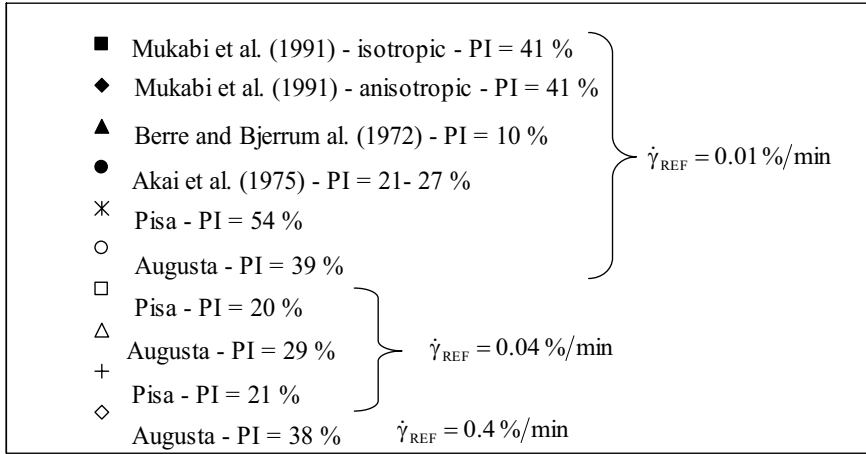 Mukabi et al. (1991) - isotropic - PI = 41 %
Mukabi et al. (1991) - anisotropic - PI = 41 %
Berre and Bjerrum al. (1972) - PI = 10 %
γ̇REF = 0.01 %/min
Akai et al. (1975) - PI = 21- 27 %
Pisa - PI = 54 %
Augusta - PI = 39 %
Pisa - PI = 20 %
Augusta - PI = 29 %
γ̇REF = 0.04 %/min
Pisa - PI = 21 %
Augusta - PI = 38 %
γ̇REF = 0.4 %/min